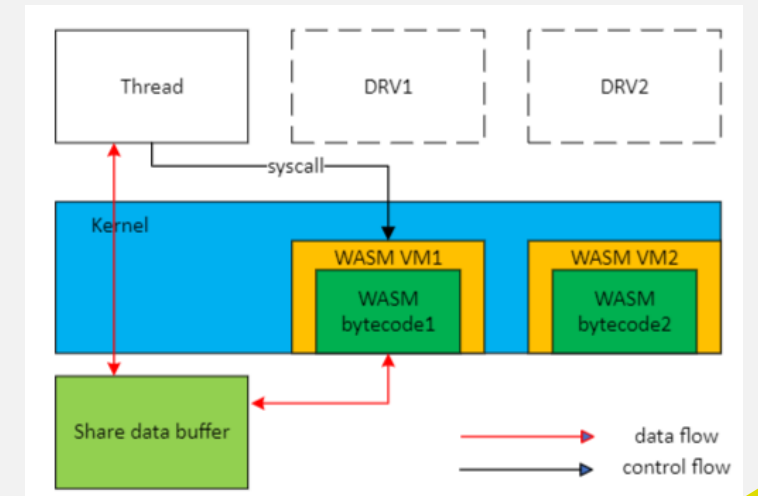 Thread
DRV1
DRV2
syscall
Kernel
WASM VM1
WASM VM2
WASM
bytecode1
WASM
bytecode2
Share data buffer
data flow
control flow